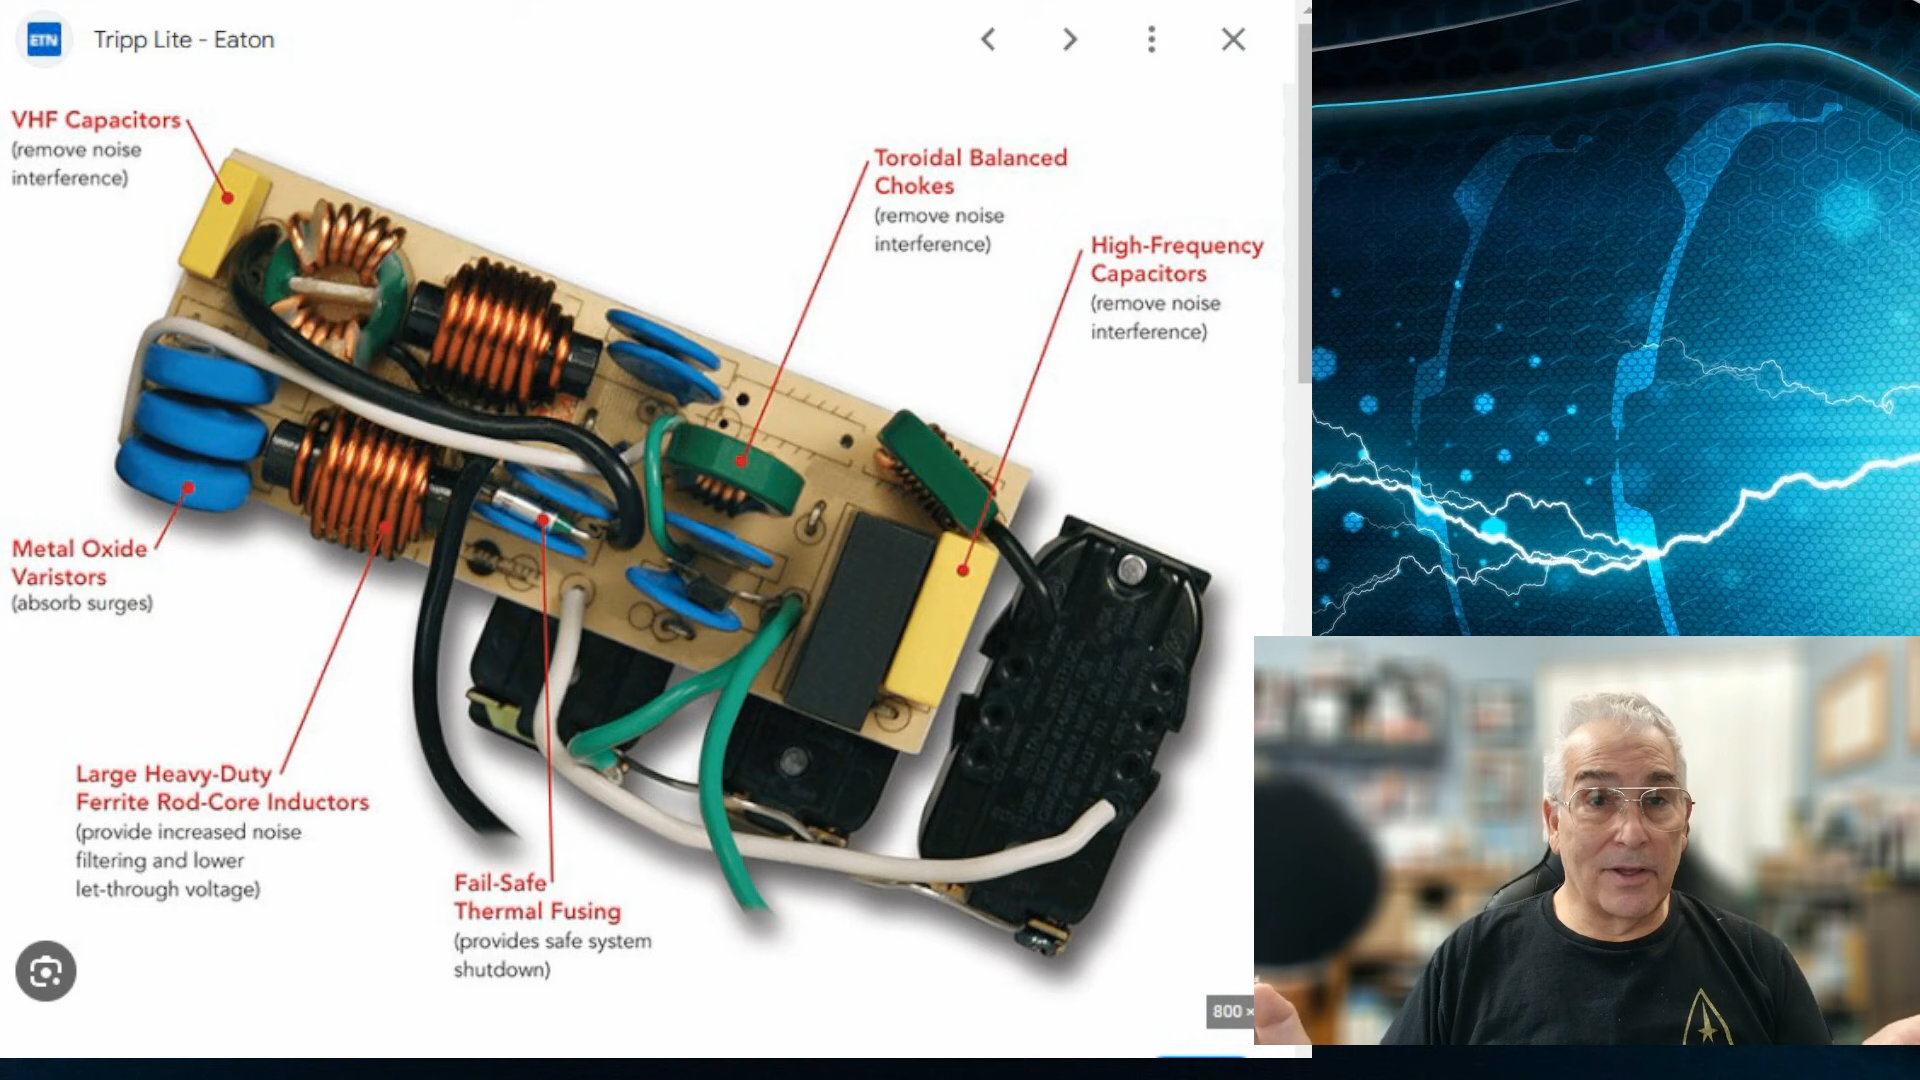 ETN
Tripp Lite - Eaton
VHF Capacitors
(remove noise
interference)
Toroidal Balanced
Chokes
(remove noise
interference)
High-Frequency
Capacitors
(remove noise
interference)
Metal Oxide
Varistors
(absorb surges)
Large Heavy-Duty
Ferrite Rod-Core Inductors
(provide increased noise
filtering and lower
let-through voltage)
Fail-Safe
Thermal Fusing
(provides safe system
shutdown)
800 ×